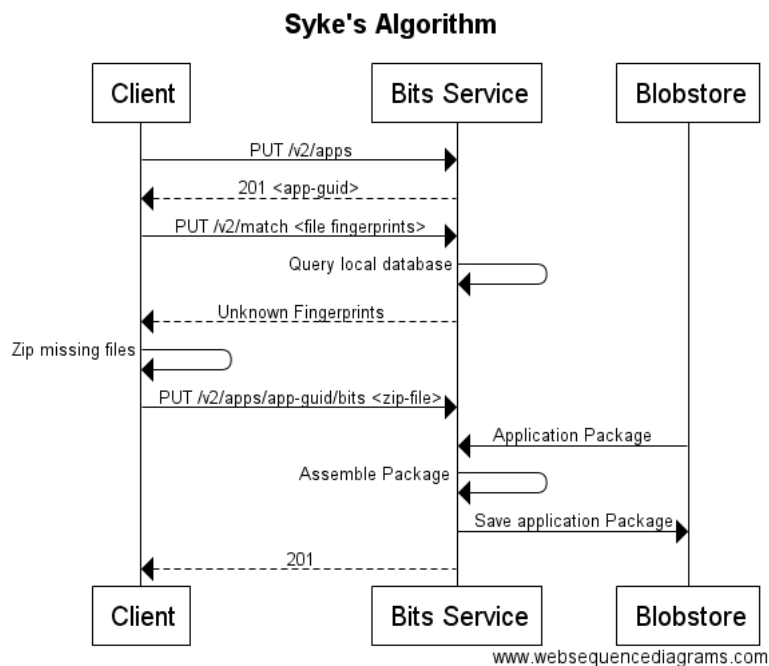 Syke's Algorithm
Client
Bits Service
Blobstore
PUT /v2/apps
201 <app-guid>
PUT /v2/match <file fingerprints>
Query local database
Unknown Fingerprints
Zip missing files
PUT /v2/apps/app-guid/bits <zip-file>
Application Package
Assemble Package
Save application Package
201
Client
Bits Service
Blobstore
www.websequencediagrams.com